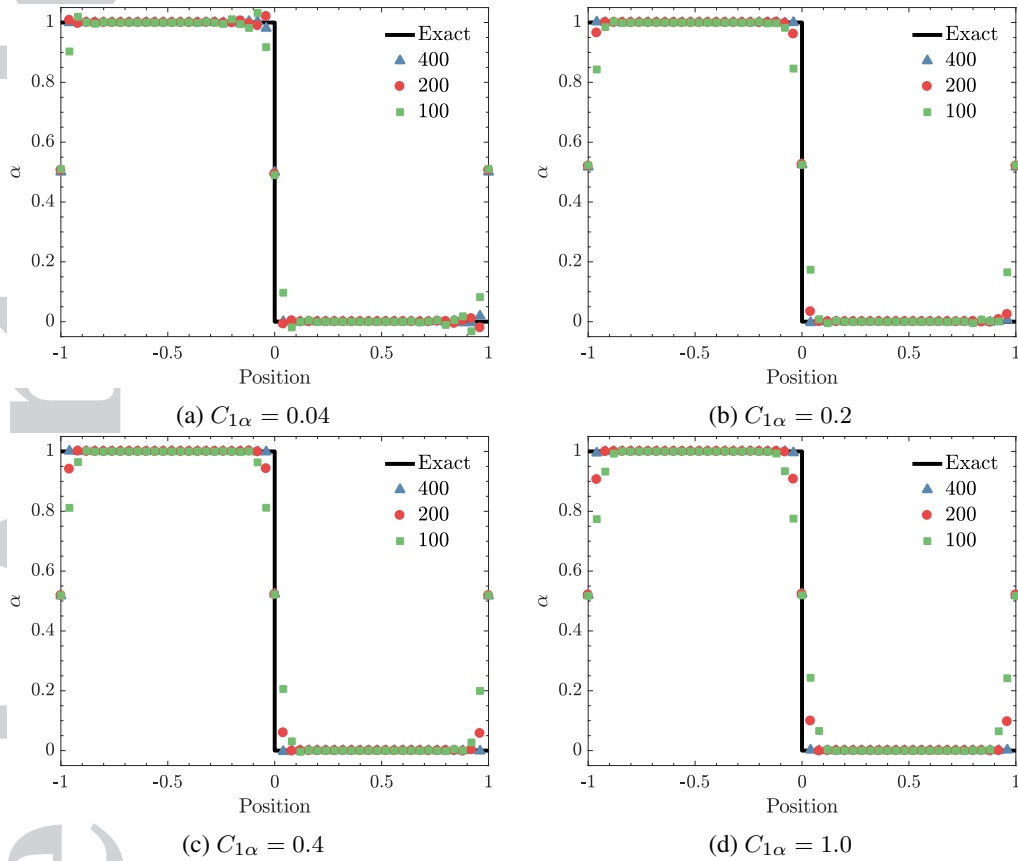 1
0.8
0.6
0.4
0.2
0
α
-1 -0.5 0 0.5 1
Position
Exact
400
200
100
(a) C₁α = 0.04
1
0.8
0.6
0.4
0.2
0
α
-1 -0.5 0 0.5 1
Position
Exact
400
200
100
(b) C₁α = 0.2
1
0.8
0.6
0.4
0.2
0
α
-1 -0.5 0 0.5 1
Position
Exact
400
200
100
(c) C₁α = 0.4
1
0.8
0.6
0.4
0.2
0
α
-1 -0.5 0 0.5 1
Position
Exact
400
200
100
(d) C₁α = 1.0